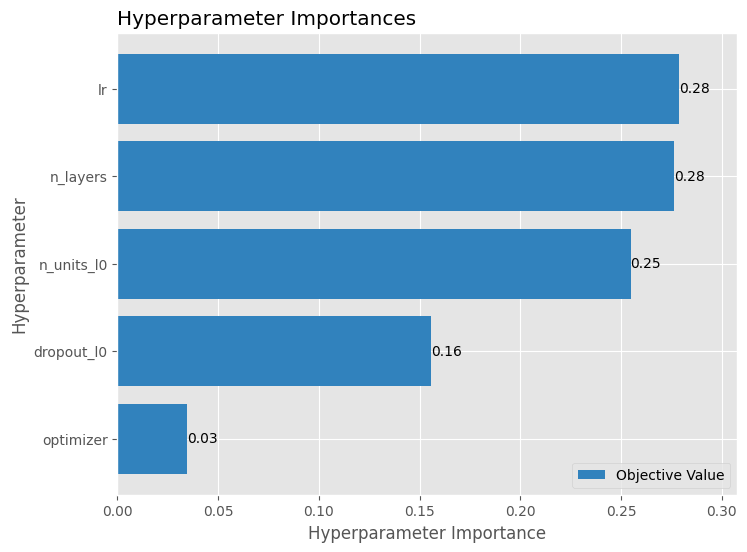 Hyperparameter Importances
Hyperparameter
lr
0.28
n_layers
0.28
n_units_l0
0.25
dropout_l0
0.16
optimizer
0.03
Objective Value
0.00 0.05 0.10 0.15 0.20 0.25 0.30
Hyperparameter Importance